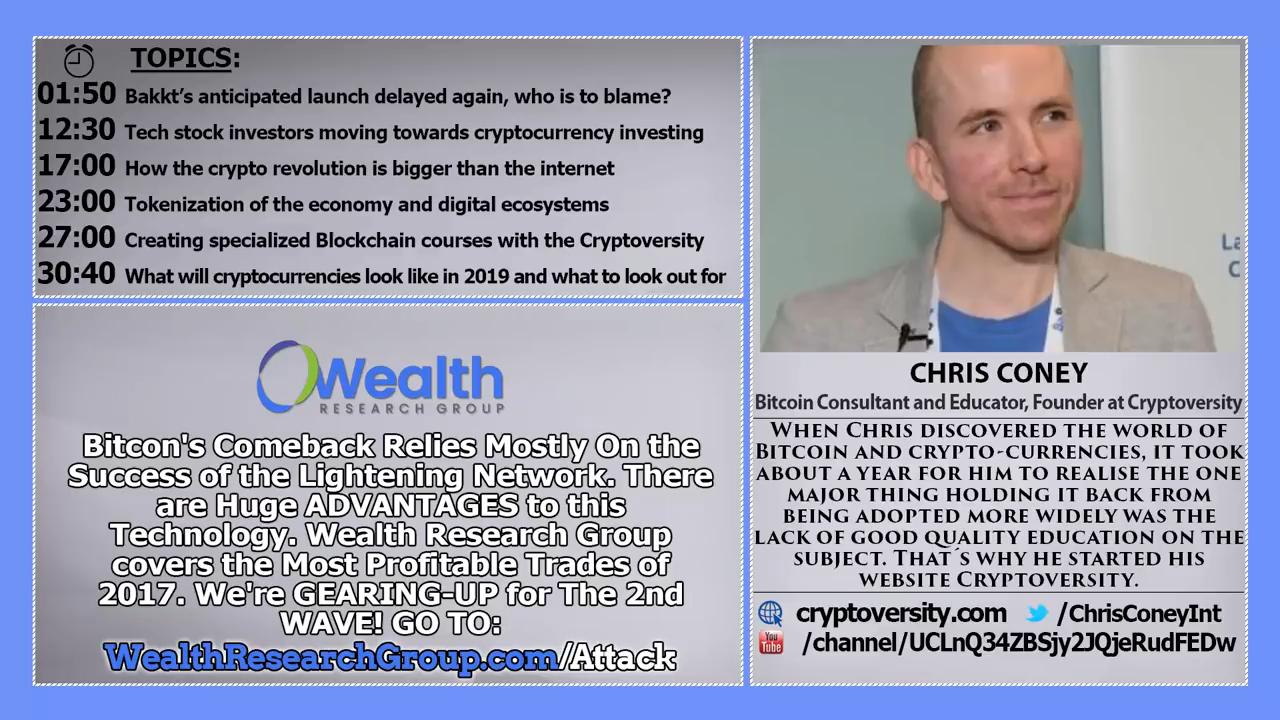 TOPICS:
01:50 Bakkt's anticipated launch delayed again, who is to blame?
12:30 Tech stock investors moving towards cryptocurrency investing
17:00 How the crypto revolution is bigger than the internet
23:00 Tokenization of the economy and digital ecosystems
27:00 Creating specialized Blockchain courses with the Cryptoversity
30:40 What will cryptocurrencies look like in 2019 and what to look out for
Wealth
RESEARCH GROUP
Bitcon's Comeback Relies Mostly On the
Success of the Lightening Network. There
are Huge ADVANTAGES to this
Technology. Wealth Research Group
covers the Most Profitable Trades of
2017. We're GEARING-UP for The 2nd
WAVE! GO TO:
WealthResearchGroup.com/Attack
La
C
CHRIS CONEY
Bitcoin Consultant and Educator, Founder at Cryptoversity
WHEN CHRIS DISCOVERED THE WORLD OF
BITCOIN AND CRYPTO-CURRENCIES, IT TOOK
ABOUT A YEAR FOR HIM TO REALISE THE ONE
MAJOR THING HOLDING IT BACK FROM
BEING ADOPTED MORE WIDELY WAS THE
LACK OF GOOD QUALITY EDUCATION ON THE
SUBJECT. THAT´S WHY HE STARTED HIS
WEBSITE CRYPTOVERSITY.
cryptoversity.com /ChrisConeyInt
You Tube /channel/UCLnQ34ZBSjy2JQjeRudFEDw